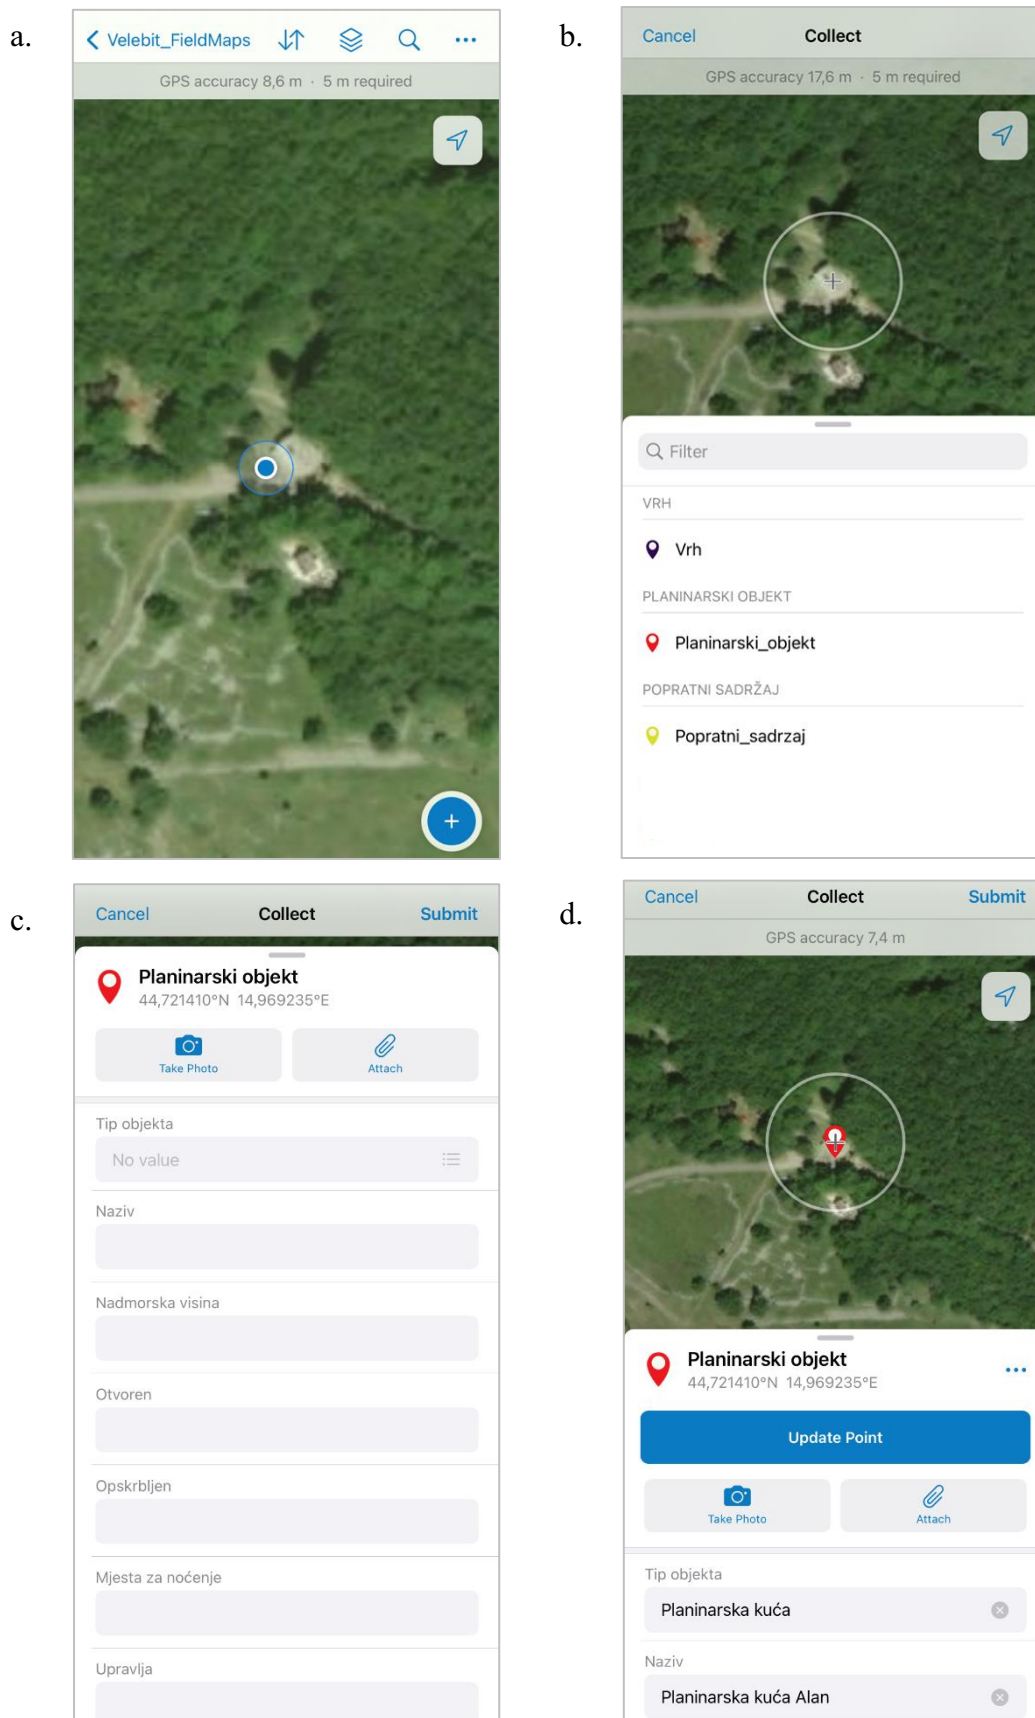 a.
Velebit_FieldMaps
GPS accuracy 8,6 m · 5 m required
b.
Cancel Collect
GPS accuracy 17,6 m · 5 m required
Filter
VRH
Vrh
PLANINARSKI OBJEKT
Planinarski_objekt
POPRATNI SADRŽAJ
Popratni_sadrzaj
c.
Cancel Collect Submit
Planinarski objekt
44,721410°N 14,969235°E
Take Photo Attach
Tip objekta
No value
Naziv
Nadmorska visina
Otvoren
Opskrbljen
Mjesta za noćenje
Upravlja
d.
Cancel Collect Submit
GPS accuracy 7,4 m
Planinarski objekt
44,721410°N 14,969235°E
Update Point
Take Photo Attach
Tip objekta
Planinarska kuća
Naziv
Planinarska kuća Alan